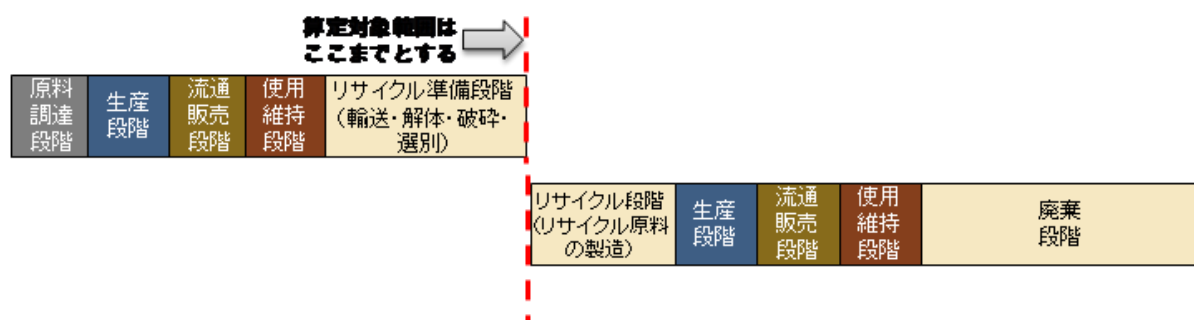 算定対象範囲は
ここまでとする
原料
調達
段階
生産
段階
流通
販売
段階
使用
維持
段階
リサイクル準備段階
(輸送・解体・破砕・
選別)
リサイクル段階
(リサイクル原料
の製造)
生産
段階
流通
販売
段階
使用
維持
段階
廃棄
段階